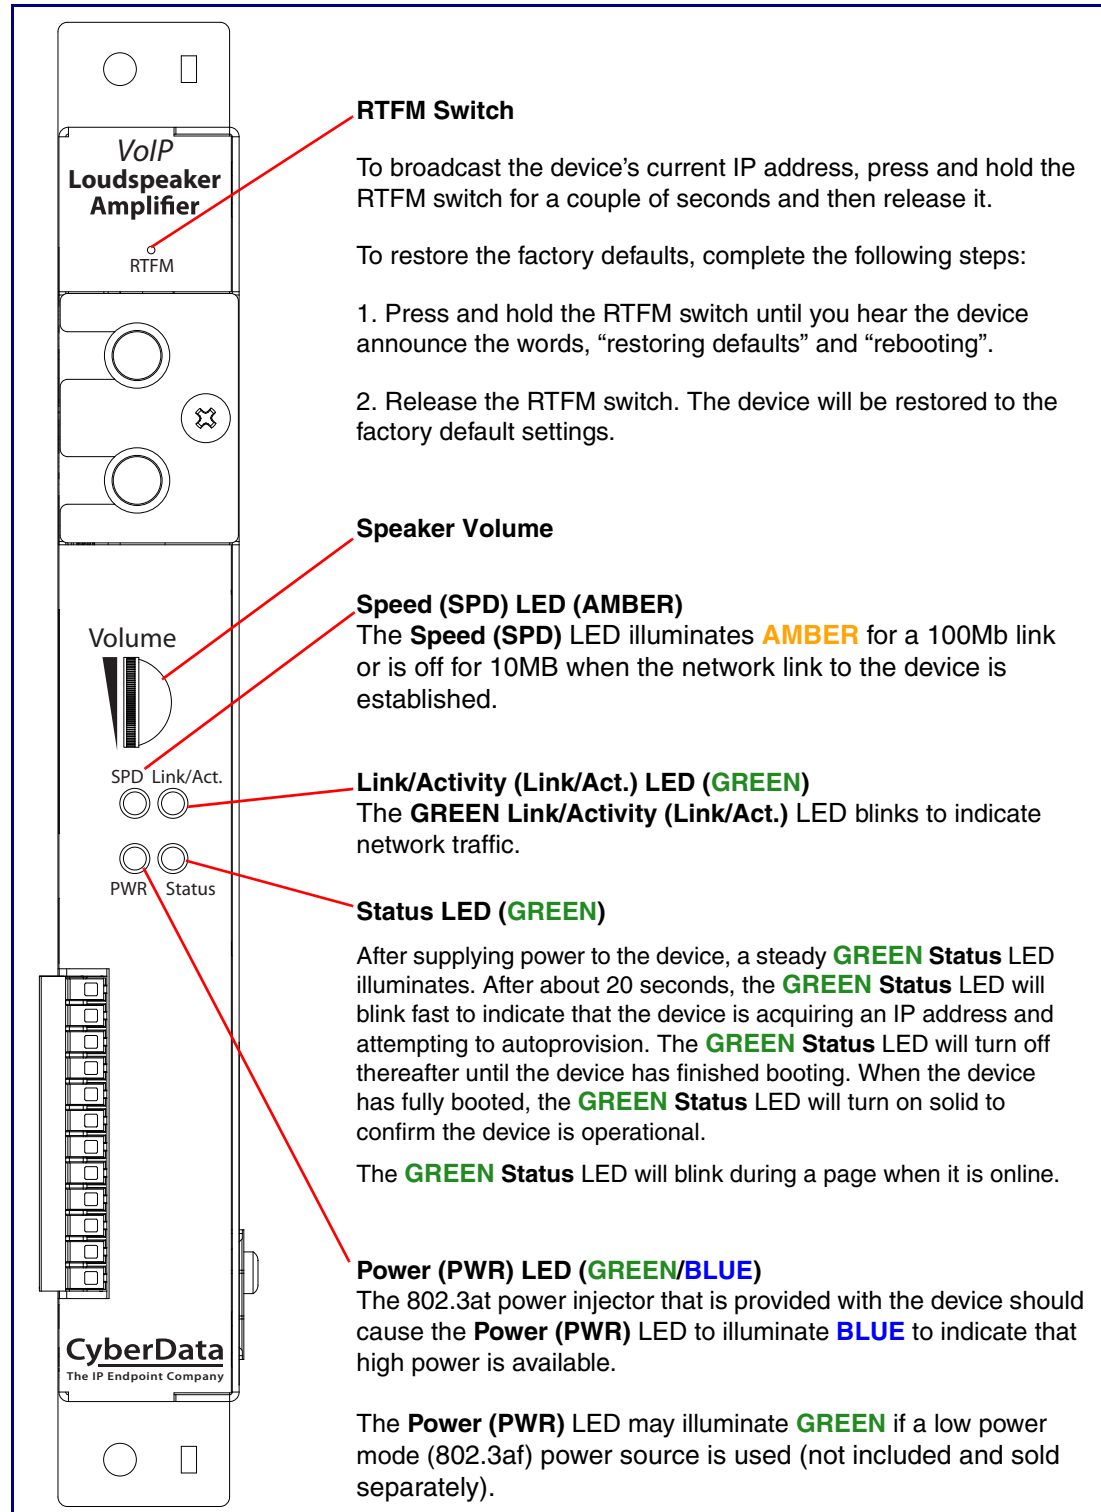 VoIP
Loudspeaker
Amplifier
RTFM
Volume
SPD Link/Act.
PWR Status
CyberData
The IP Endpoint Company
RTFM Switch
To broadcast the device's current IP address, press and hold the
RTFM switch for a couple of seconds and then release it.
To restore the factory defaults, complete the following steps:
1. Press and hold the RTFM switch until you hear the device
announce the words, “restoring defaults” and “rebooting”.
2. Release the RTFM switch. The device will be restored to the
factory default settings.
Speaker Volume
Speed (SPD) LED (AMBER)
The Speed (SPD) LED illuminates AMBER for a 100Mb link
or is off for 10MB when the network link to the device is
established.
Link/Activity (Link/Act.) LED (GREEN)
The GREEN Link/Activity (Link/Act.) LED blinks to indicate
network traffic.
Status LED (GREEN)
After supplying power to the device, a steady GREEN Status LED
illuminates. After about 20 seconds, the GREEN Status LED will
blink fast to indicate that the device is acquiring an IP address and
attempting to autoprovision. The GREEN Status LED will turn off
thereafter until the device has finished booting. When the device
has fully booted, the GREEN Status LED will turn on solid to
confirm the device is operational.
The GREEN Status LED will blink during a page when it is online.
Power (PWR) LED (GREEN/BLUE)
The 802.3at power injector that is provided with the device should
cause the Power (PWR) LED to illuminate BLUE to indicate that
high power is available.
The Power (PWR) LED may illuminate GREEN if a low power
mode (802.3af) power source is used (not included and sold
separately).